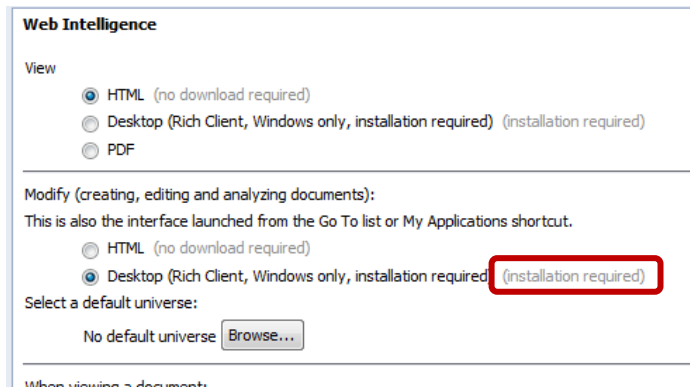 Web Intelligence
View
HTML (no download required)
Desktop (Rich Client, Windows only, installation required) (installation required)
PDF
Modify (creating, editing and analyzing documents):
This is also the interface launched from the Go To list or My Applications shortcut.
HTML (no download required)
Desktop (Rich Client, Windows only, installation required) (installation required)
Select a default universe:
No default universe Browse...
When viewing a document: